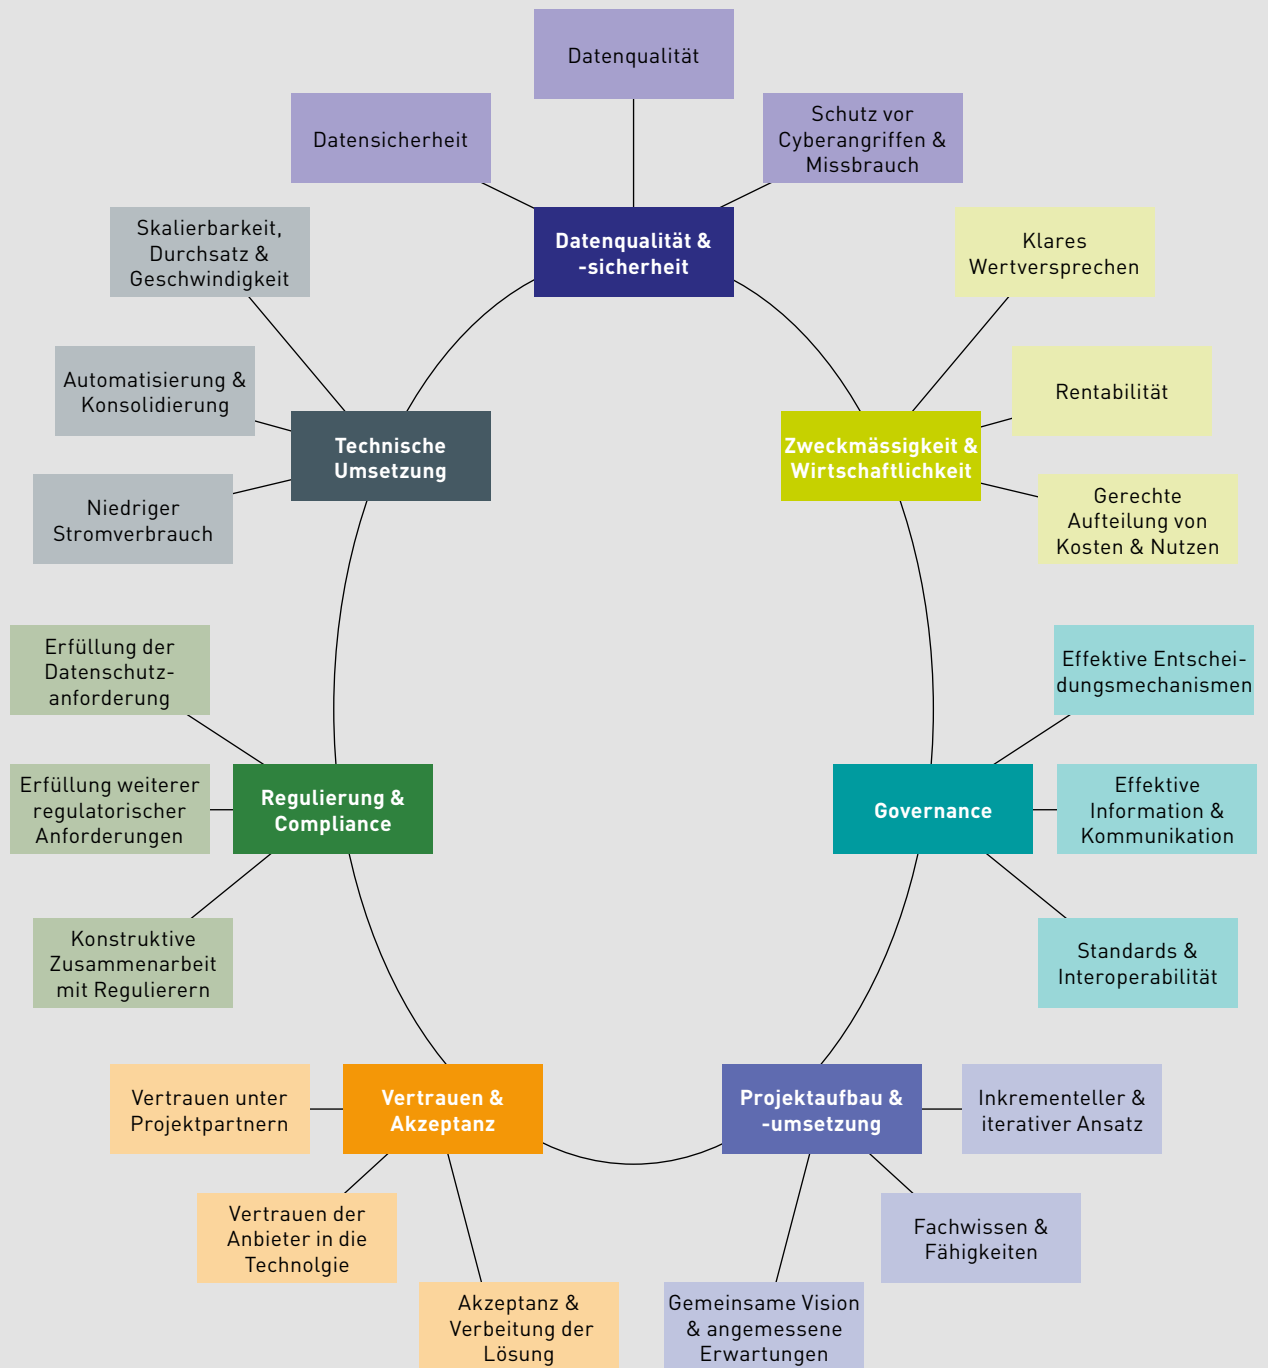 Datenqualität
Datensicherheit
Schutz vor
Cyberangriffen &
Missbrauch
Datenqualität &
-sicherheit
Skalierbarkeit,
Durchsatz &
Geschwindigkeit
Klares
Wertversprechen
Automatisierung &
Konsolidierung
Rentabilität
Technische
Umsetzung
Zweckmässigkeit &
Wirtschaftlichkeit
Niedriger
Stromverbrauch
Gerechte
Aufteilung von
Kosten & Nutzen
Erfüllung der
Datenschutz-
anforderung
Effektive Entschei-
dungsmechanismen
Erfüllung weiterer
regulatorischer
Anforderungen
Regulierung &
Compliance
Governance
Effektive
Information &
Kommunikation
Konstruktive
Zusammenarbeit
mit Regulierern
Standards &
Interoperabilität
Vertrauen unter
Projektpartnern
Vertrauen &
Akzeptanz
Projektaufbau &
-umsetzung
Inkrementeller &
iterativer Ansatz
Vertrauen der
Anbieter in die
Technolgie
Fachwissen &
Fähigkeiten
Akzeptanz &
Verbeitung der
Lösung
Gemeinsame Vision
& angemessene
Erwartungen